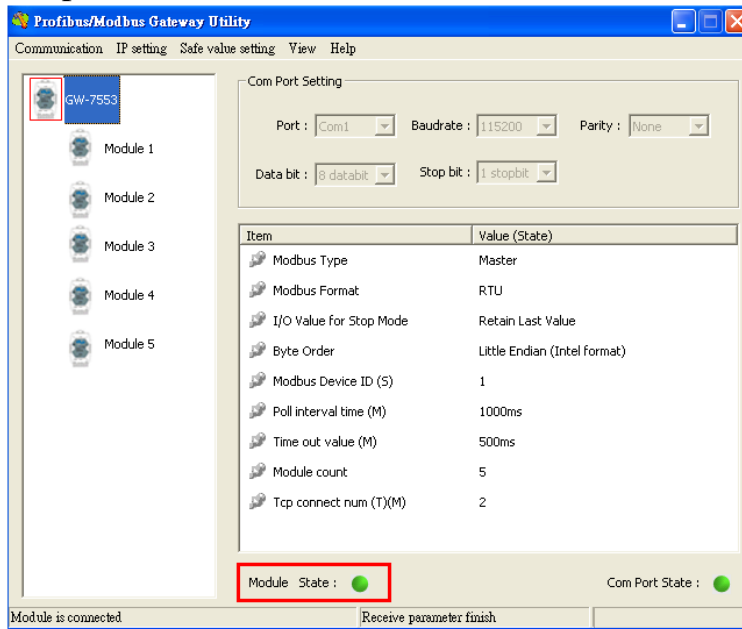 Profibus/Modbus Gateway Utility
Communication IP setting Safe value setting View Help
GW-7553
Module 1
Module 2
Module 3
Module 4
Module 5
Com Port Setting
Port : Com1 Baudrate : 115200 Parity : None
Data bit : 8 databit Stop bit : 1 stopbit
Item Value (State)
Modbus Type Master
Modbus Format RTU
I/O Value for Stop Mode Retain Last Value
Byte Order Little Endian (Intel format)
Modbus Device ID (S) 1
Poll interval time (M) 1000ms
Time out value (M) 500ms
Module count 5
Tcp connect num (T)(M) 2
Module State : Com Port State :
Module is connected Receive parameter finish